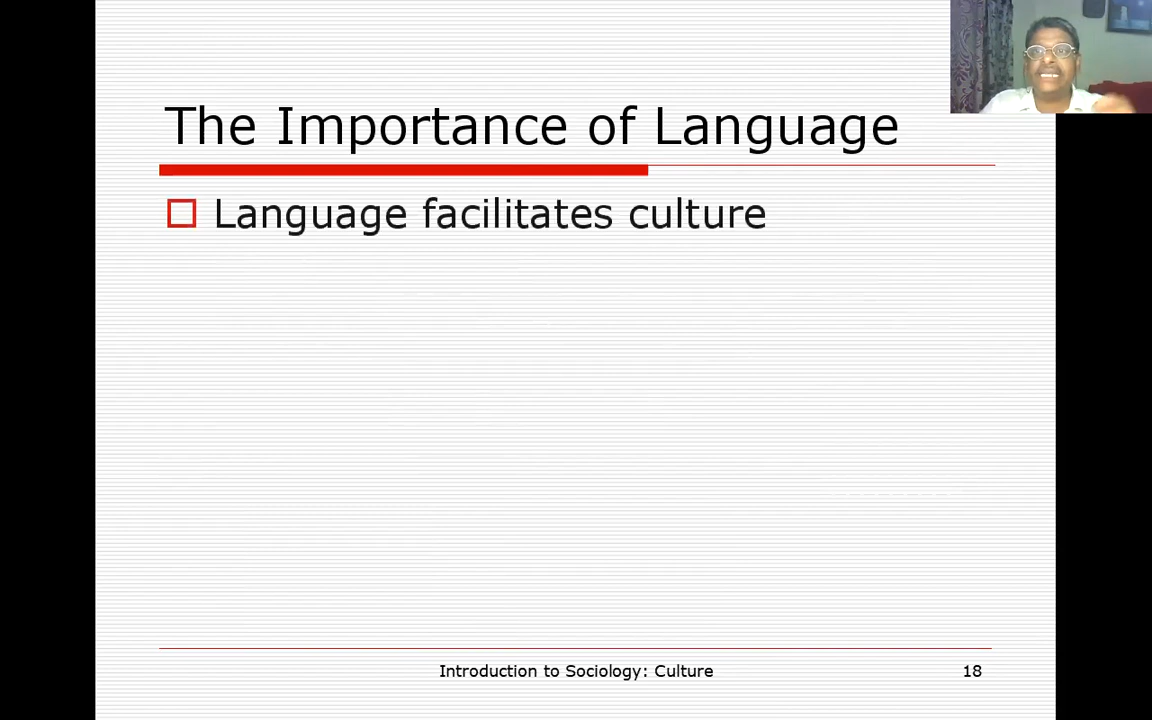 The Importance of Language
Language facilitates culture
Introduction to Sociology: Culture
18